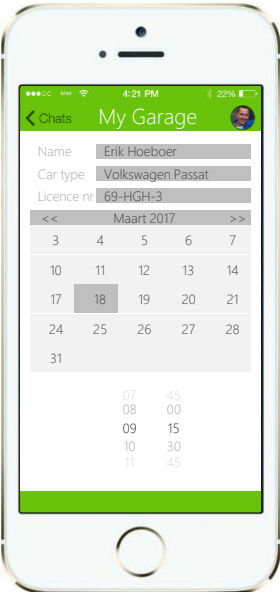 4:21 PM 22%
Chats My Garage
Name Erik Hoeboer
Car type Volkswagen Passat
Licence nr 69-HGH-3
<< Maart 2017 >>
3 4 5 6 7
10 11 12 13 14
17 18 19 20 21
24 25 26 27 28
31
07 45
08 00
09 15
10 30
11 45